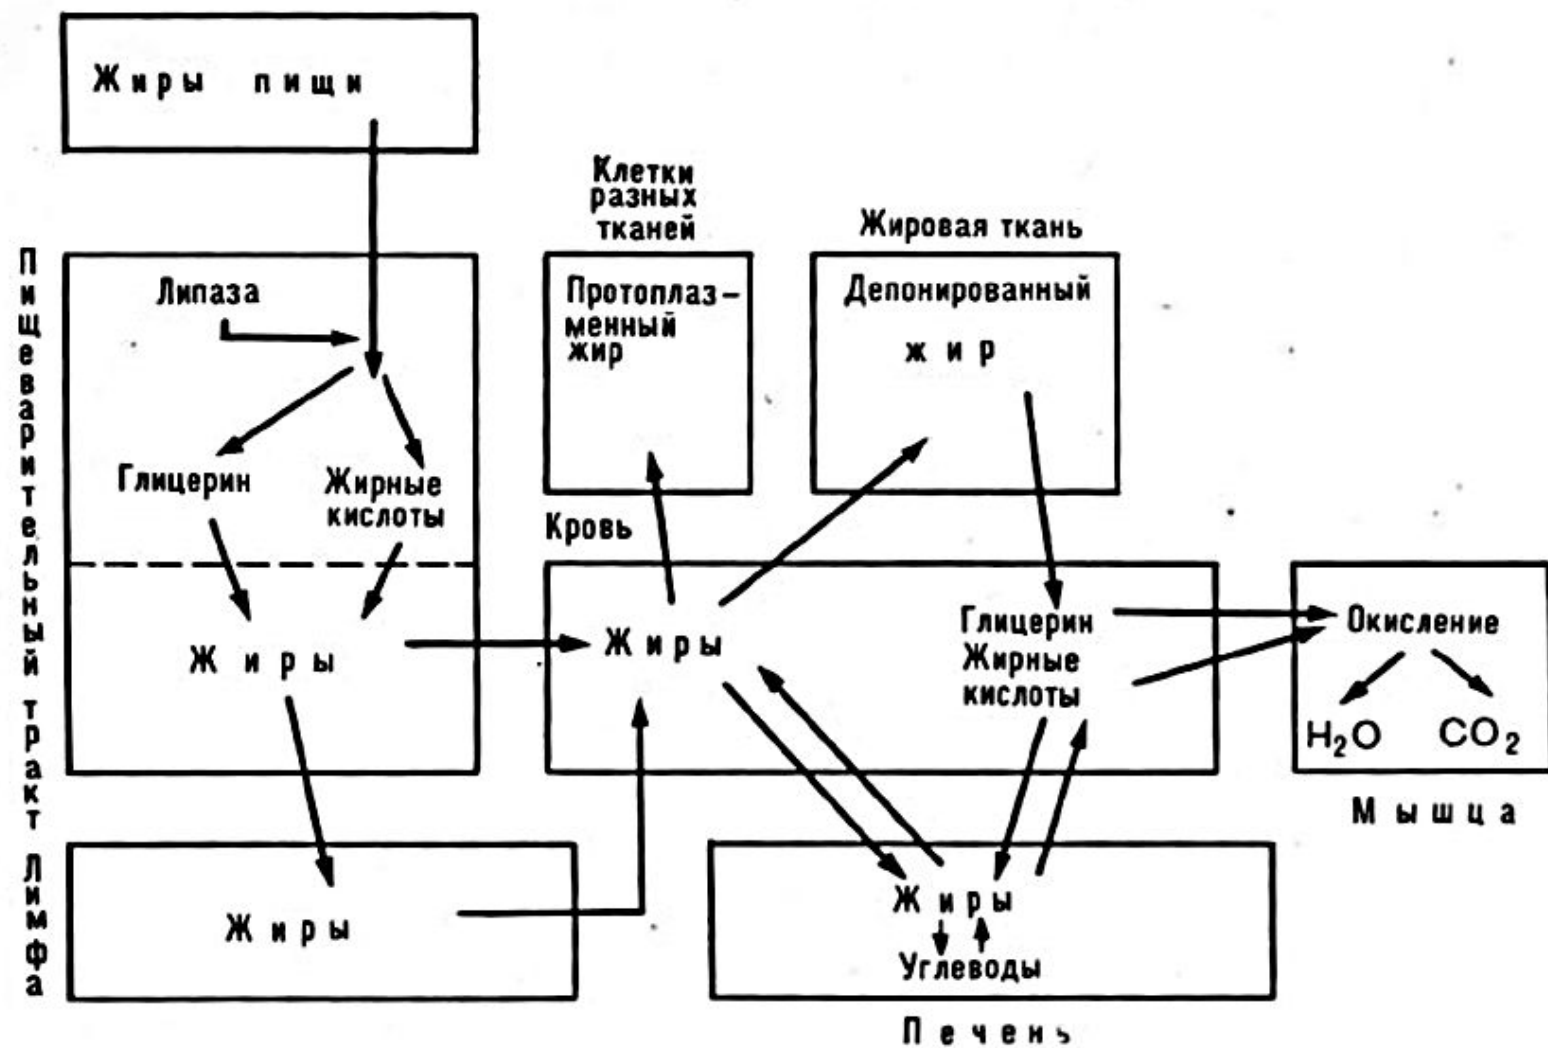 Жиры пищи
Клетки
разных
тканей
Жировая ткань
Пищеварительный тракт
Липаза
Протоплаз-
менный
жир
Депонированный
жир
Глицерин
Жирные
кислоты
Кровь
Жиры
Жиры
Глицерин
Жирные
кислоты
Окисление
H₂O CO₂
Мышца
Лимфа
Жиры
Жиры
Углеводы
Печень